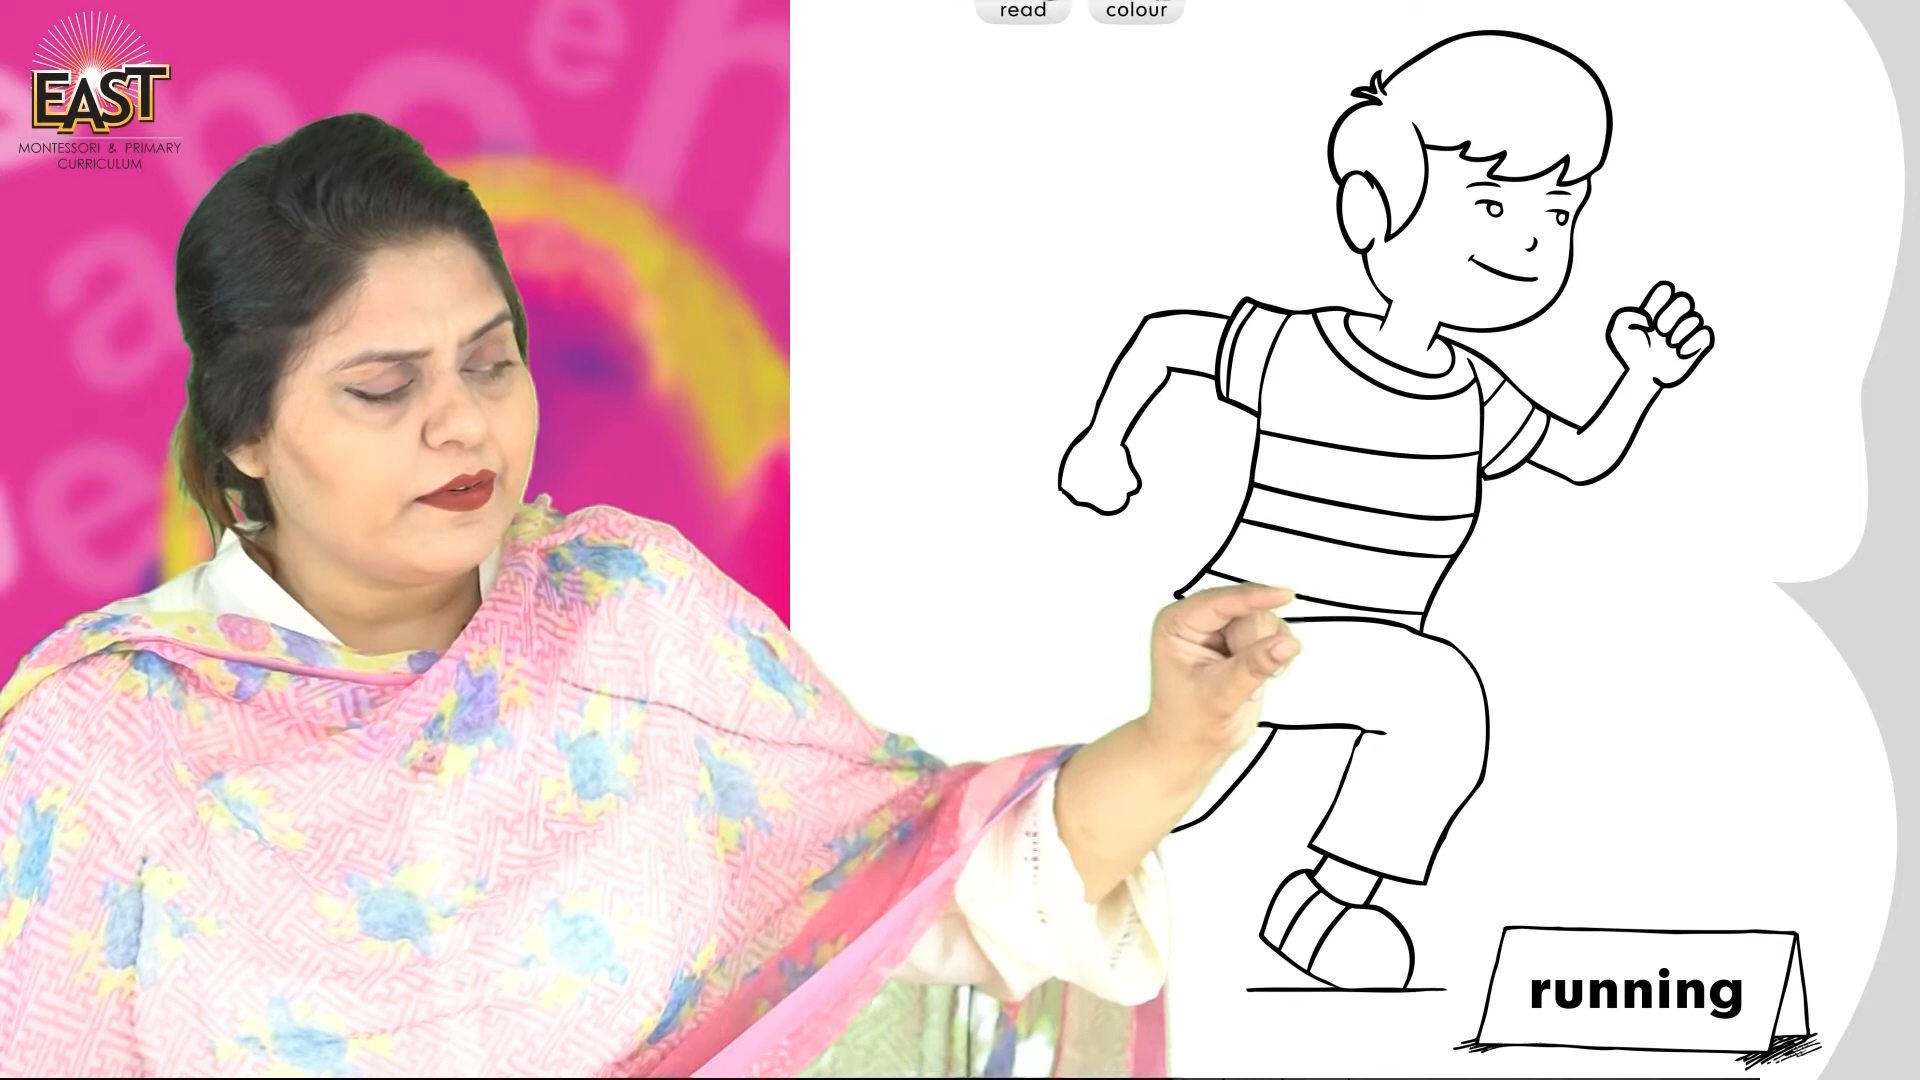 EAST
MONTESSORI & PRIMARY
CURRICULUM
read
colour
running